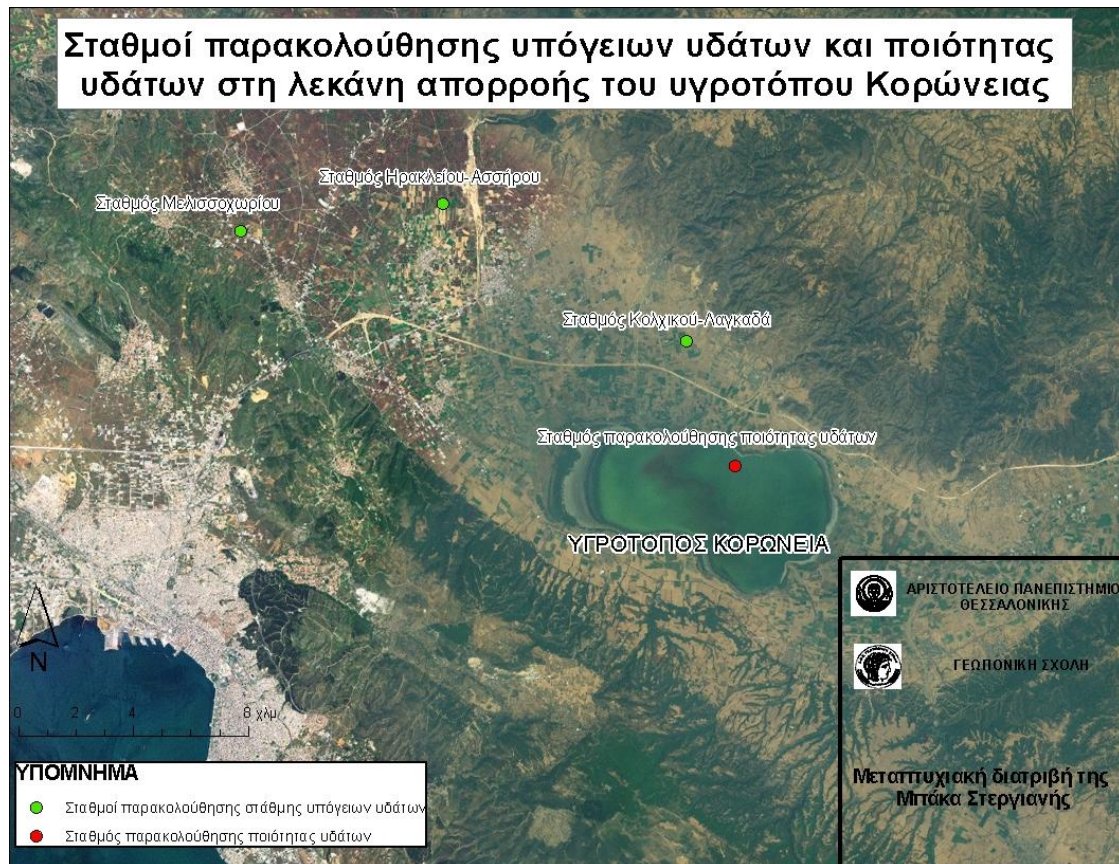 Σταθμοί παρακολούθησης υπόγειων υδάτων και ποιότητας
υδάτων στη λεκάνη απορροής του υγροτόπου Κορώνειας
Σταθμός Ηρακλείου-Ασσήρου
Σταθμός Μελισσοχωρίου
Σταθμός Κολχικού-Λαγκαδά
Σταθμός παρακολούθησης ποιότητας υδάτων
ΥΓΡΟΤΟΠΟΣ ΚΟΡΩΝΕΙΑ
ΑΡΙΣΤΟΤΕΛΕΙΟ ΠΑΝΕΠΙΣΤΗΜΙΟ
ΘΕΣΣΑΛΟΝΙΚΗΣ
ΓΕΩΠΟΝΙΚΗ ΣΧΟΛΗ
Μεταπτυχιακή διατριβή της
Μπάκα Στεργιανής
N
0 2 4 8 χλμ
ΥΠΟΜΝΗΜΑ
Σταθμοί παρακολούθησης στάθμης υπόγειων υδάτων
Σταθμός παρακολούθησης ποιότητας υδάτων